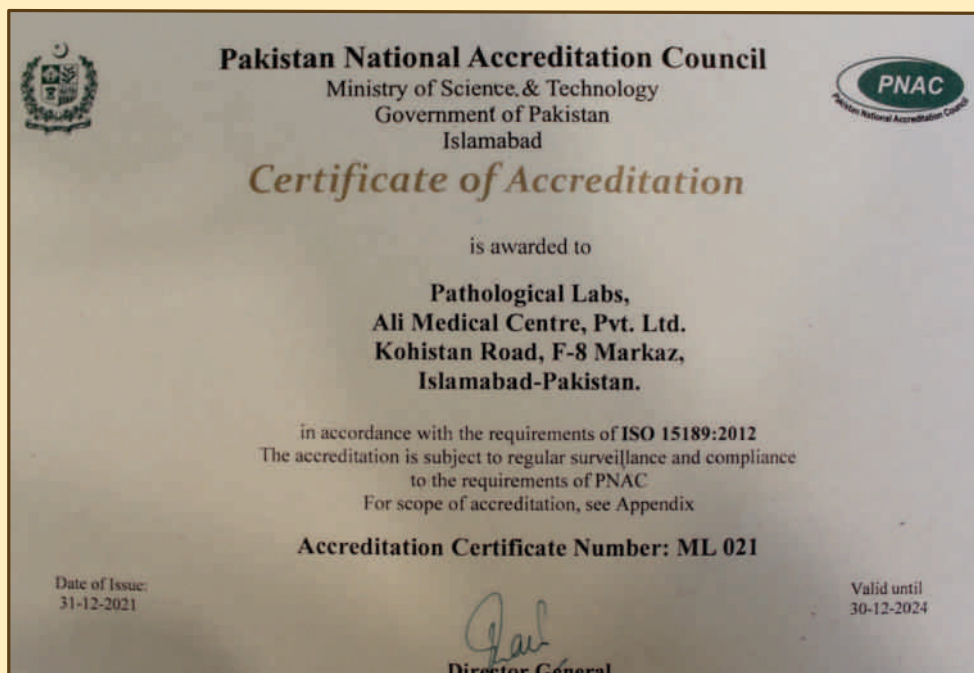 Pakistan National Accreditation Council
Ministry of Science & Technology
Government of Pakistan
Islamabad
PNAC
Pakistan National Accreditation Council
Certificate of Accreditation
is awarded to
Pathological Labs,
Ali Medical Centre, Pvt. Ltd.
Kohistan Road, F-8 Markaz,
Islamabad-Pakistan.
in accordance with the requirements of ISO 15189:2012
The accreditation is subject to regular surveillance and compliance
to the requirements of PNAC
For scope of accreditation, see Appendix
Accreditation Certificate Number: ML 021
Date of Issue:
31-12-2021
Valid until
30-12-2024
Director General